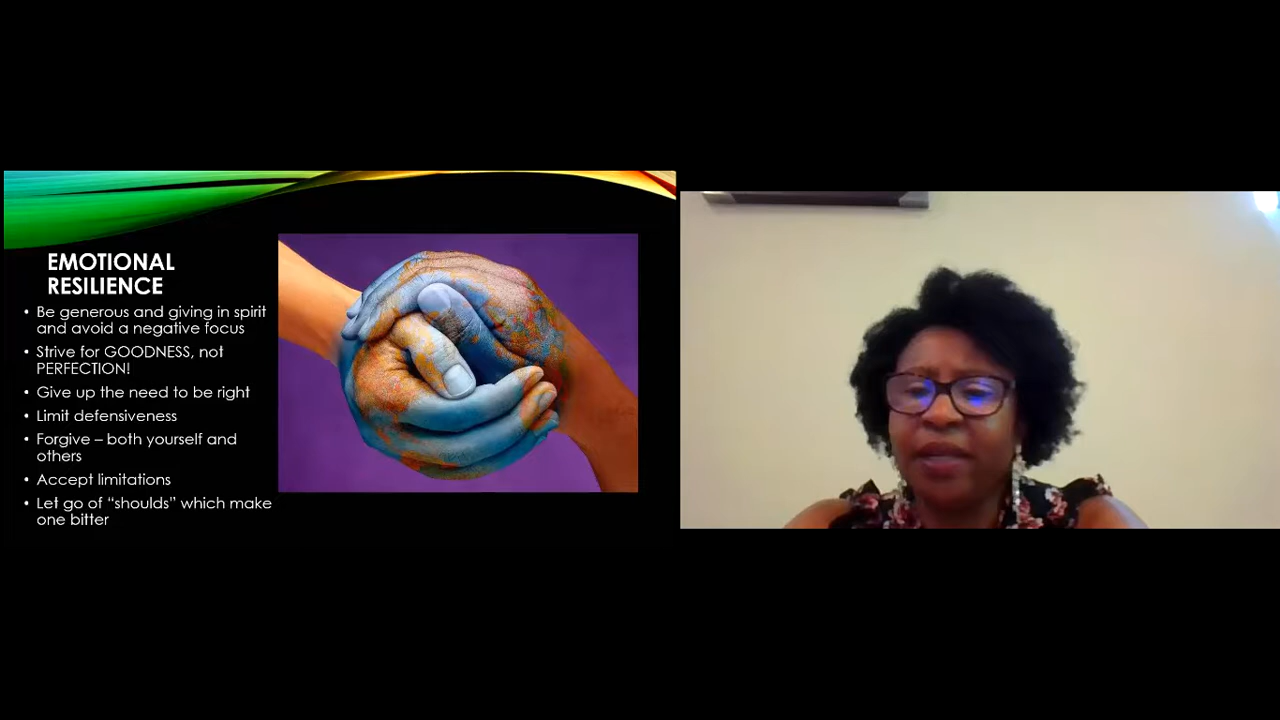 EMOTIONAL
RESILIENCE
• Be generous and giving in spirit
and avoid a negative focus
• Strive for GOODNESS, not
PERFECTION!
• Give up the need to be right
• Limit defensiveness
• Forgive – both yourself and
others
• Accept limitations
• Let go of “shoulds” which make
one bitter